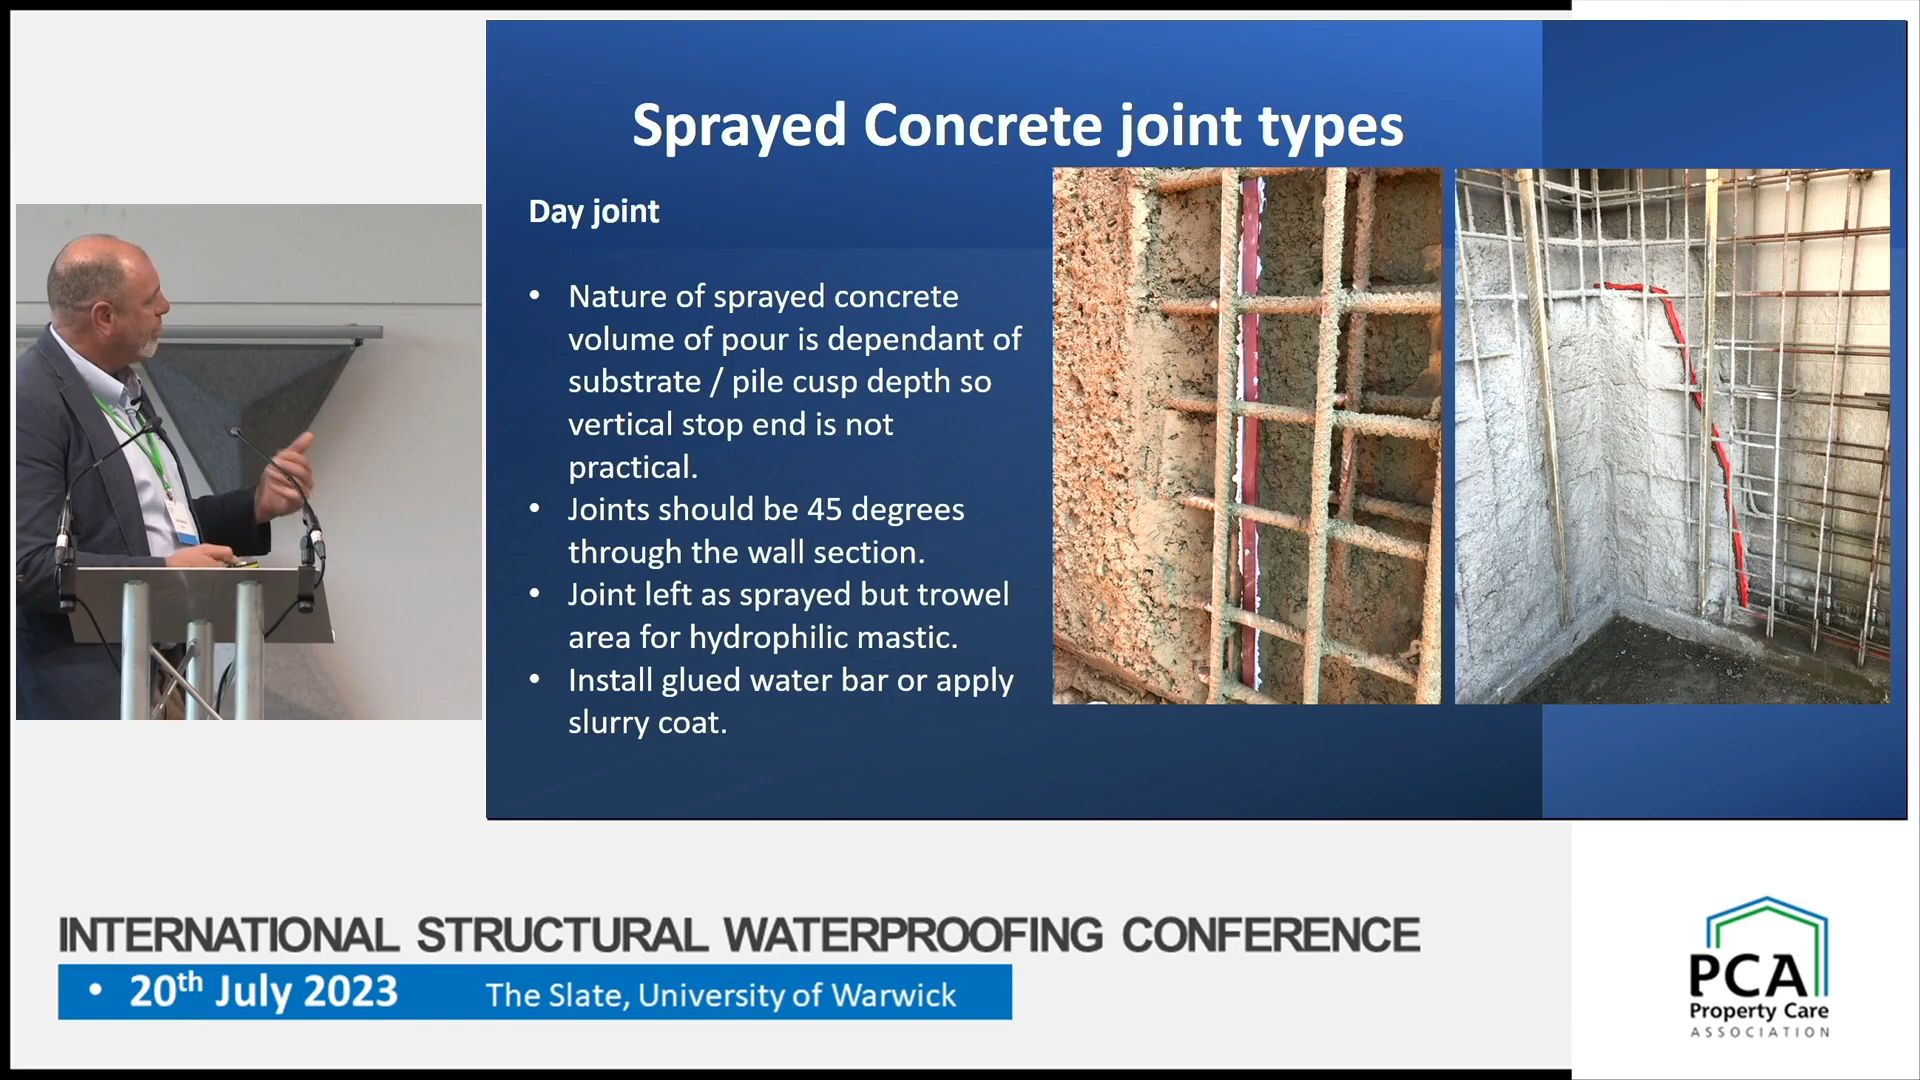 Sprayed Concrete joint types
Day joint
• Nature of sprayed concrete
volume of pour is dependant of
substrate / pile cusp depth so
vertical stop end is not
practical.
• Joints should be 45 degrees
through the wall section.
• Joint left as sprayed but trowel
area for hydrophilic mastic.
• Install glued water bar or apply
slurry coat.
INTERNATIONAL STRUCTURAL WATERPROOFING CONFERENCE
• 20th July 2023 The Slate, University of Warwick
PCA
Property Care
ASSOCIATION